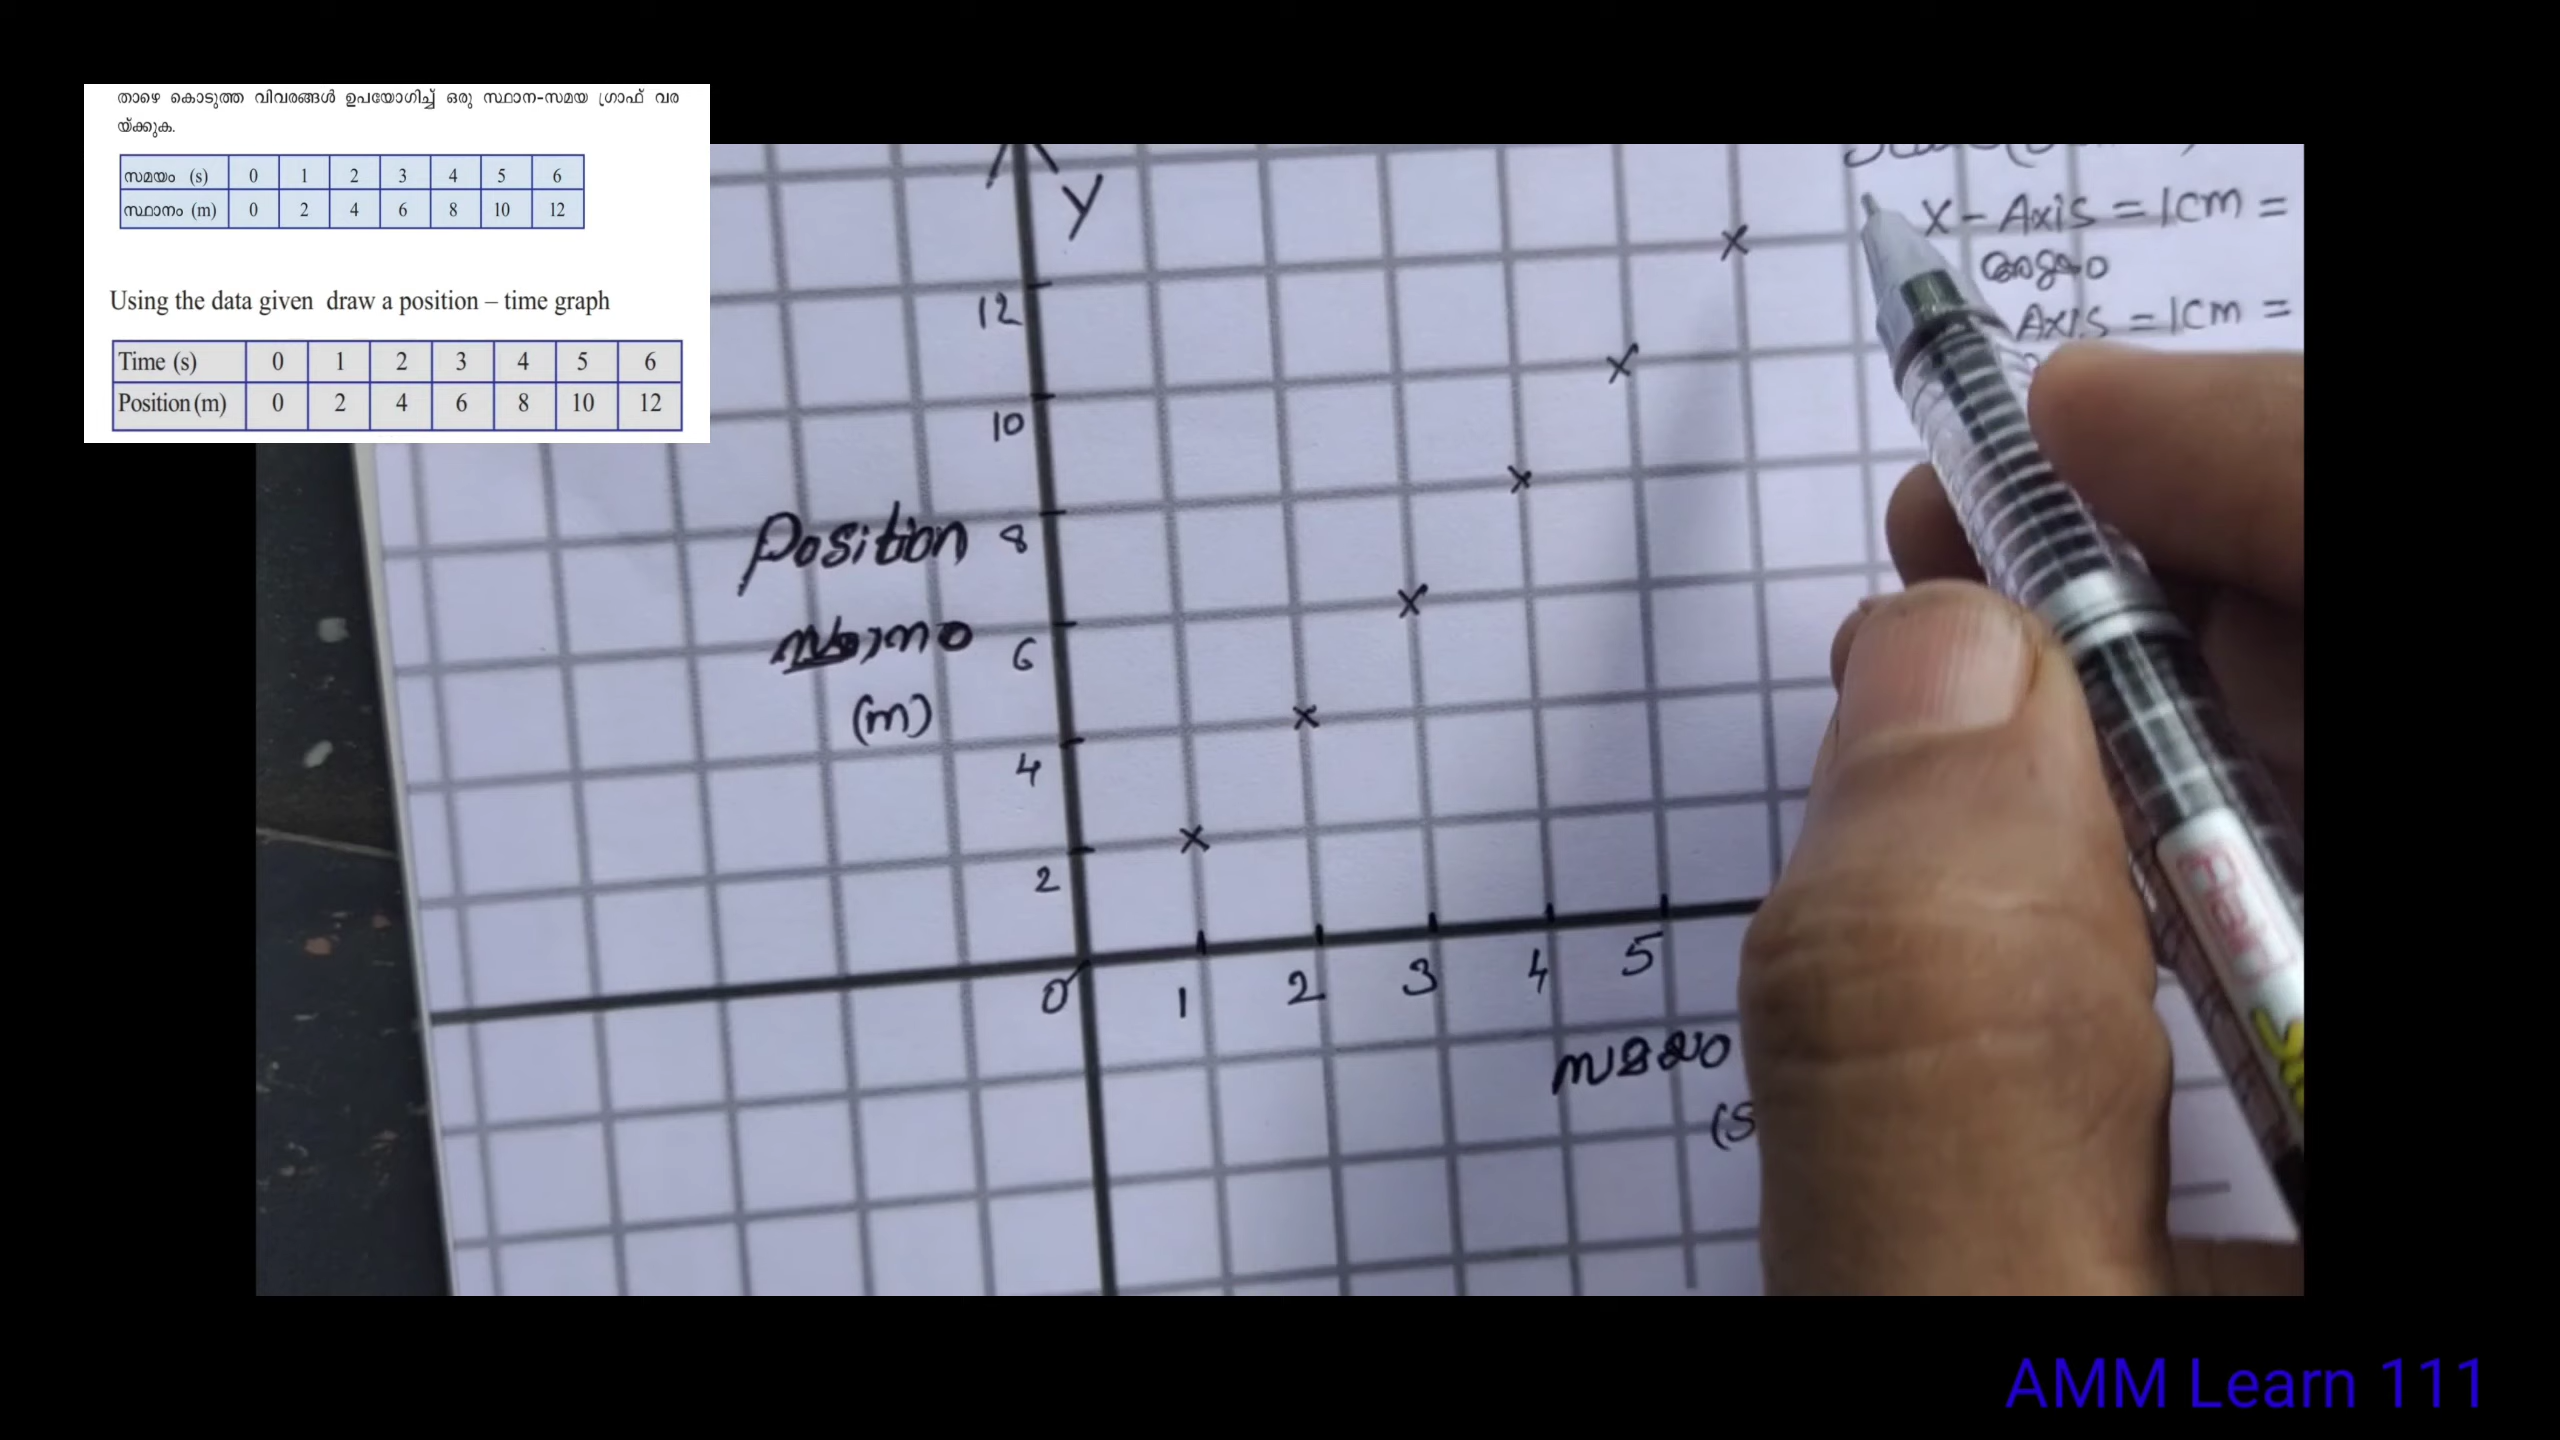 താഴെ കൊടുത്ത വിവരങ്ങൾ ഉപയോഗിച്ച് ഒരു സ്ഥാന-സമയ ഗ്രാഫ് വര
യ്ക്കുക.
സമയം (s) 0 1 2 3 4 5 6
സ്ഥാനം (m) 0 2 4 6 8 10 12
Using the data given draw a position – time graph
Time (s) 0 1 2 3 4 5 6
Position (m) 0 2 4 6 8 10 12
Y
X - Axis = 1cm =
Axis = 1cm =
12
10
8
6
4
2
Position
സ്ഥാനം
(m)
0 1 2 3 4 5
സമയം
(S
AMM Learn 111